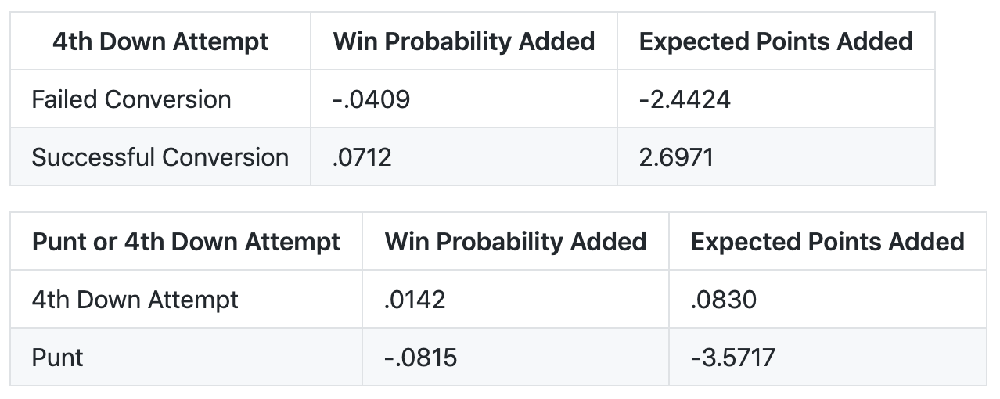 4th Down Attempt Win Probability Added Expected Points Added
Failed Conversion -.0409 -2.4424
Successful Conversion .0712 2.6971
Punt or 4th Down Attempt Win Probability Added Expected Points Added
4th Down Attempt .0142 .0830
Punt -.0815 -3.5717